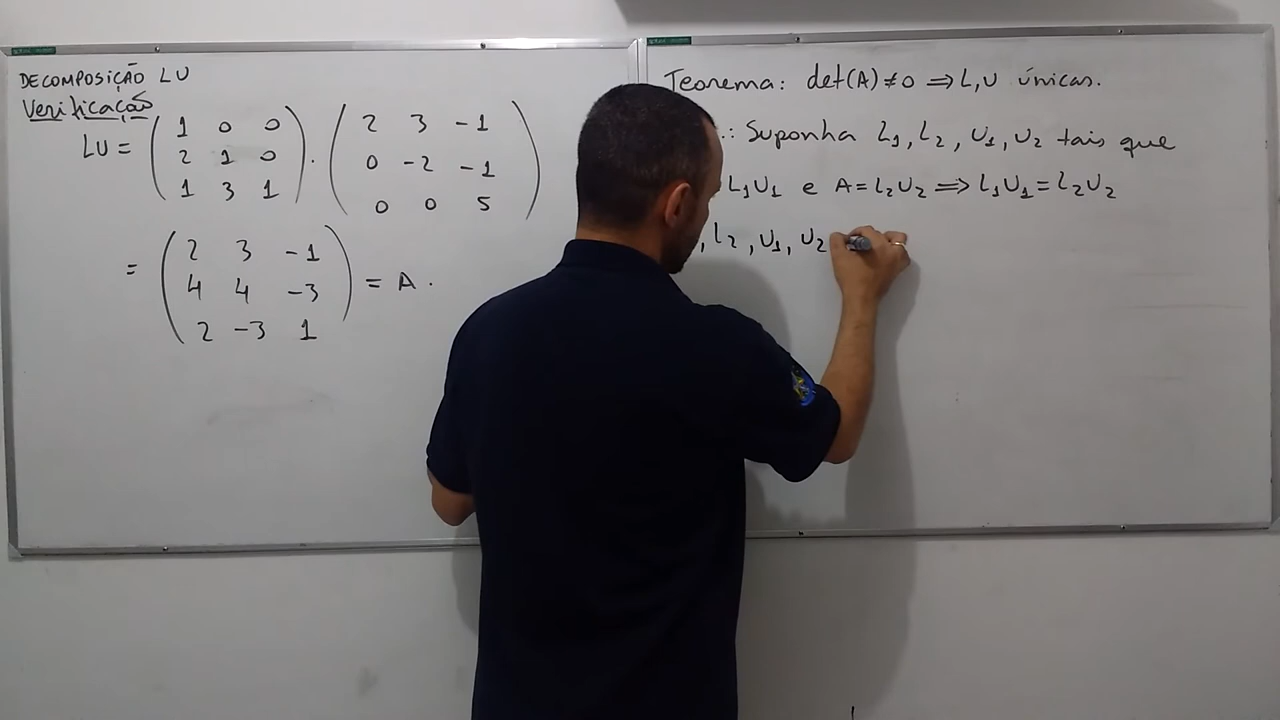 DECOMPOSIÇÃO LU
Verificação
LU = ( 1 0 0 ; 2 1 0 ; 1 3 1 ) . ( 2 3 -1 ; 0 -2 -1 ; 0 0 5 )
= ( 2 3 -1 ; 4 4 -3 ; 2 -3 1 ) = A .
Teorema: det(A) ≠ 0 ⇒ L,U únicas.
.: Suponha L₁, L₂, U₁, U₂ tais que
L₁U₁ e A = L₂U₂ ⇒ L₁U₁ = L₂U₂
, L₂, U₁, U₂